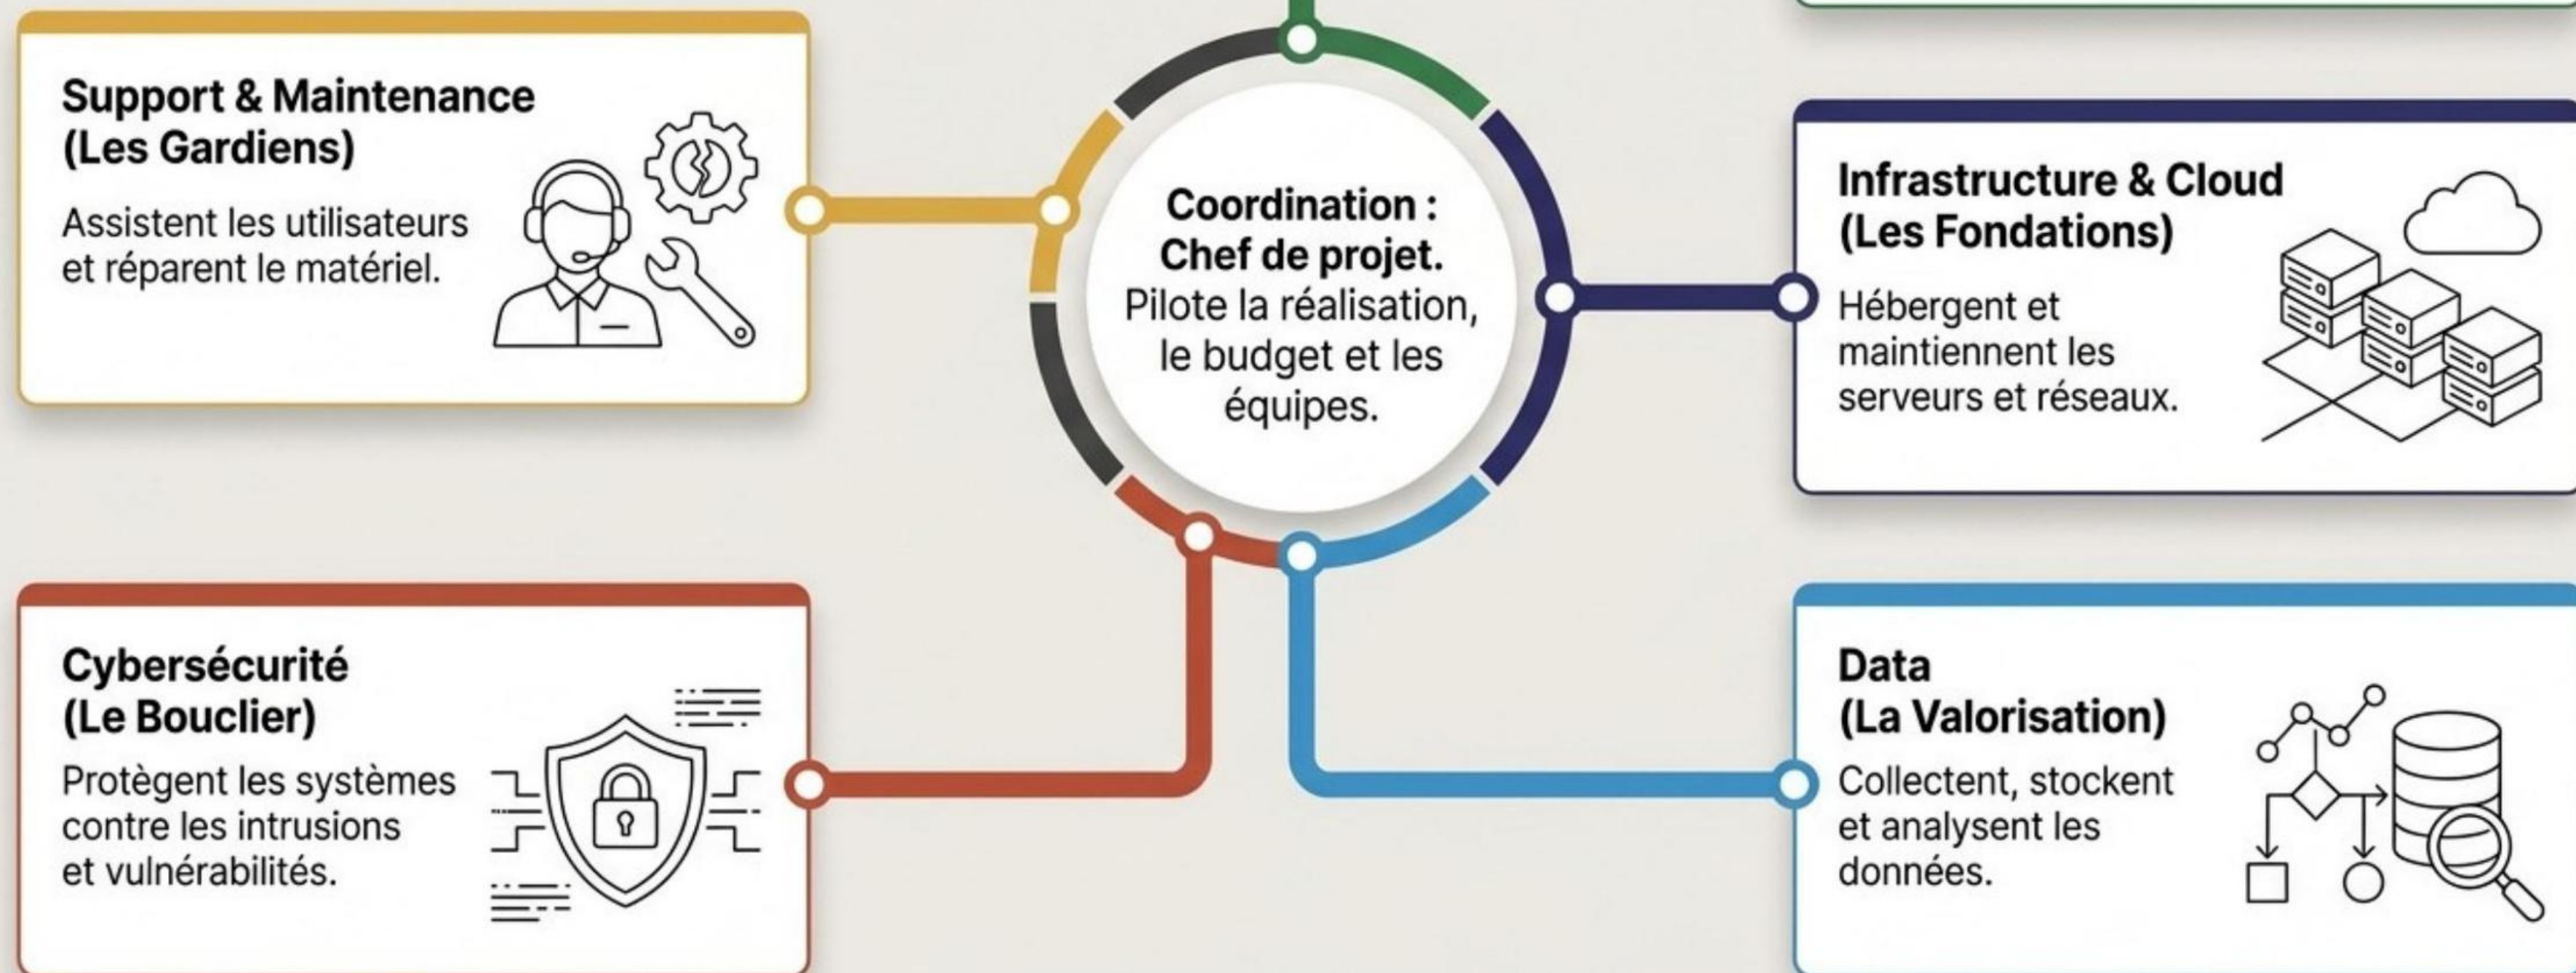 Support & Maintenance
(Les Gardiens)
Assistent les utilisateurs
et réparent le matériel.
Coordination :
Chef de projet.
Pilote la réalisation,
le budget et les
équipes.
Infrastructure & Cloud
(Les Fondations)
Hébergent et
maintiennent les
serveurs et réseaux.
Cybersécurité
(Le Bouclier)
Protègent les systèmes
contre les intrusions
et vulnérabilités.
Data
(La Valorisation)
Collectent, stockent
et analysent les
données.